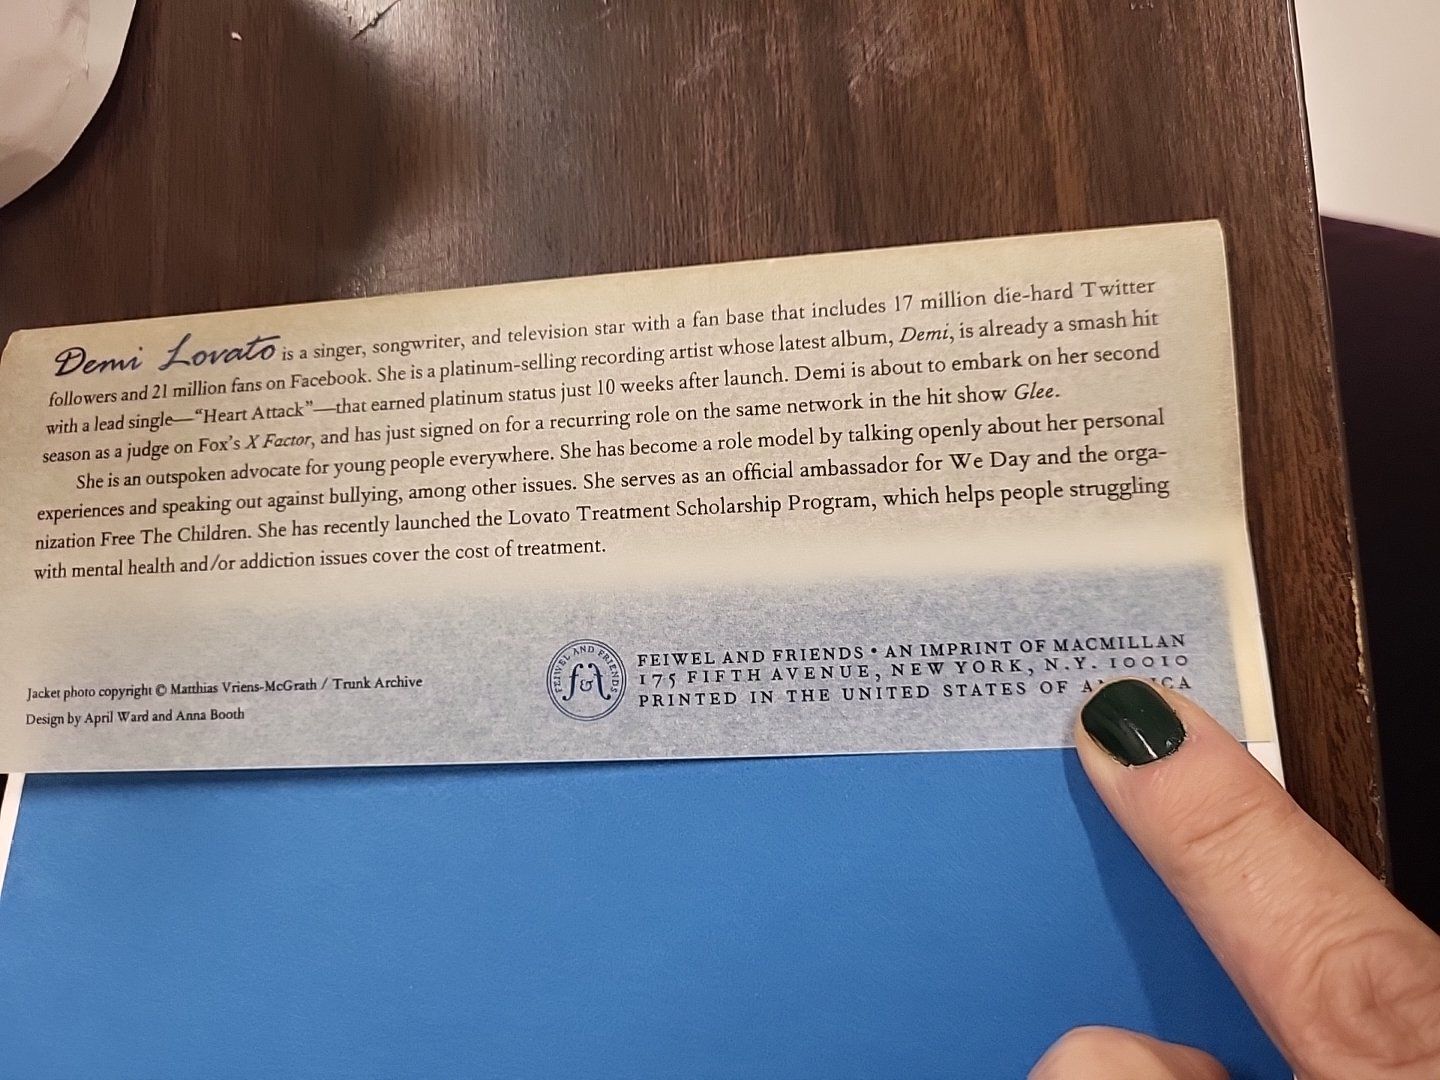 Demi Lovato is a singer, songwriter, and television star with a fan base that includes 17 million die-hard Twitter
followers and 21 million fans on Facebook. She is a platinum-selling recording artist whose latest album, Demi, is already a smash hit
with a lead single—“Heart Attack”—that earned platinum status just 10 weeks after launch. Demi is about to embark on her second
season as a judge on Fox’s X Factor, and has just signed on for a recurring role on the same network in the hit show Glee.
She is an outspoken advocate for young people everywhere. She has become a role model by talking openly about her personal
experiences and speaking out against bullying, among other issues. She serves as an official ambassador for We Day and the orga-
nization Free The Children. She has recently launched the Lovato Treatment Scholarship Program, which helps people struggling
with mental health and/or addiction issues cover the cost of treatment.
Jacket photo copyright © Matthias Vriens-McGrath / Trunk Archive
Design by April Ward and Anna Booth
FEIWEL AND FRIENDS
f&f
FEIWEL AND FRIENDS • AN IMPRINT OF MACMILLAN
175 FIFTH AVENUE, NEW YORK, N.Y. 10010
PRINTED IN THE UNITED STATES OF